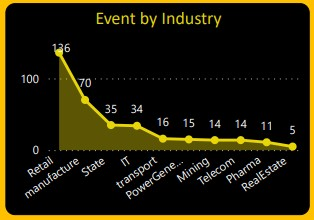 Event by Industry
136
70
35
34
16
15
14
14
11
5
100
0
Retail
manufacture
State
IT
transport
PowerGene...
Mining
Telecom
Pharma
RealEstate